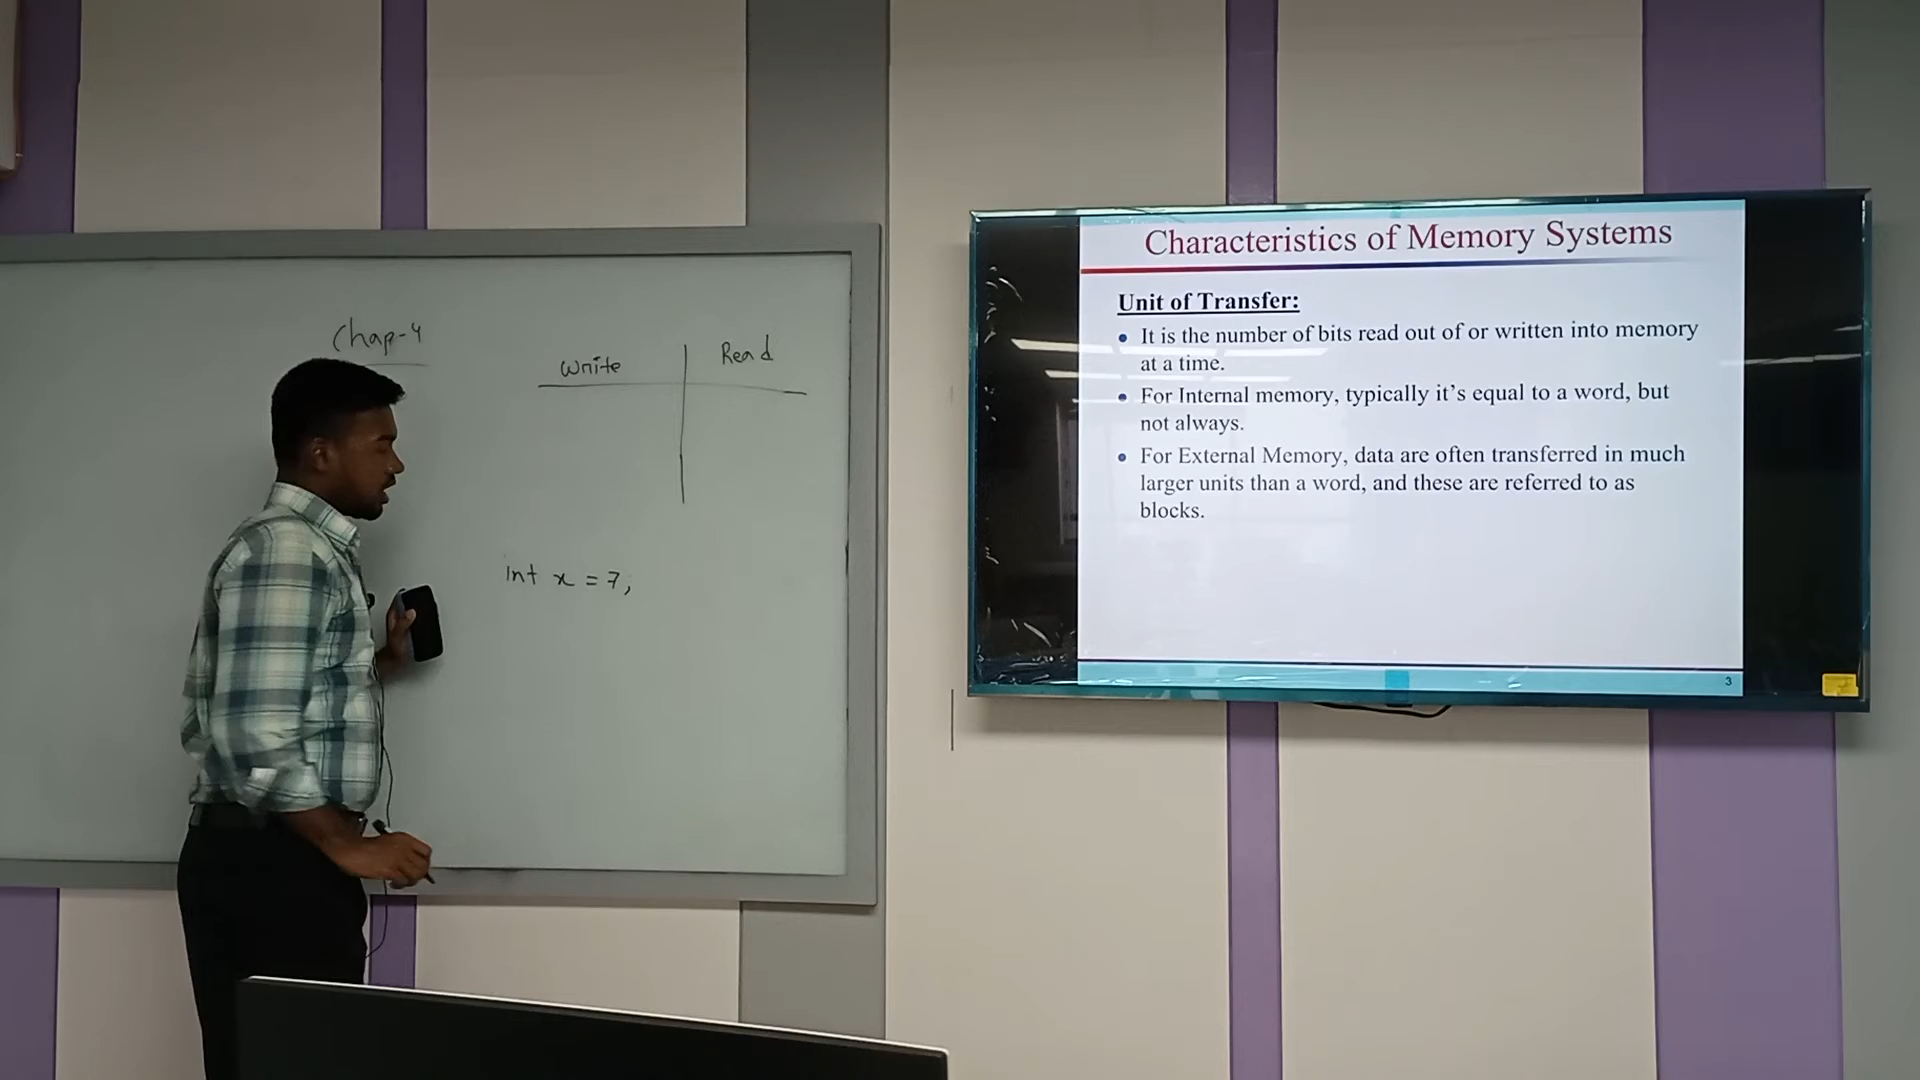 Chap-4
Write
Read
int x = 7;
Characteristics of Memory Systems
Unit of Transfer:
• It is the number of bits read out of or written into memory
at a time.
• For Internal memory, typically it's equal to a word, but
not always.
• For External Memory, data are often transferred in much
larger units than a word, and these are referred to as
blocks.
3